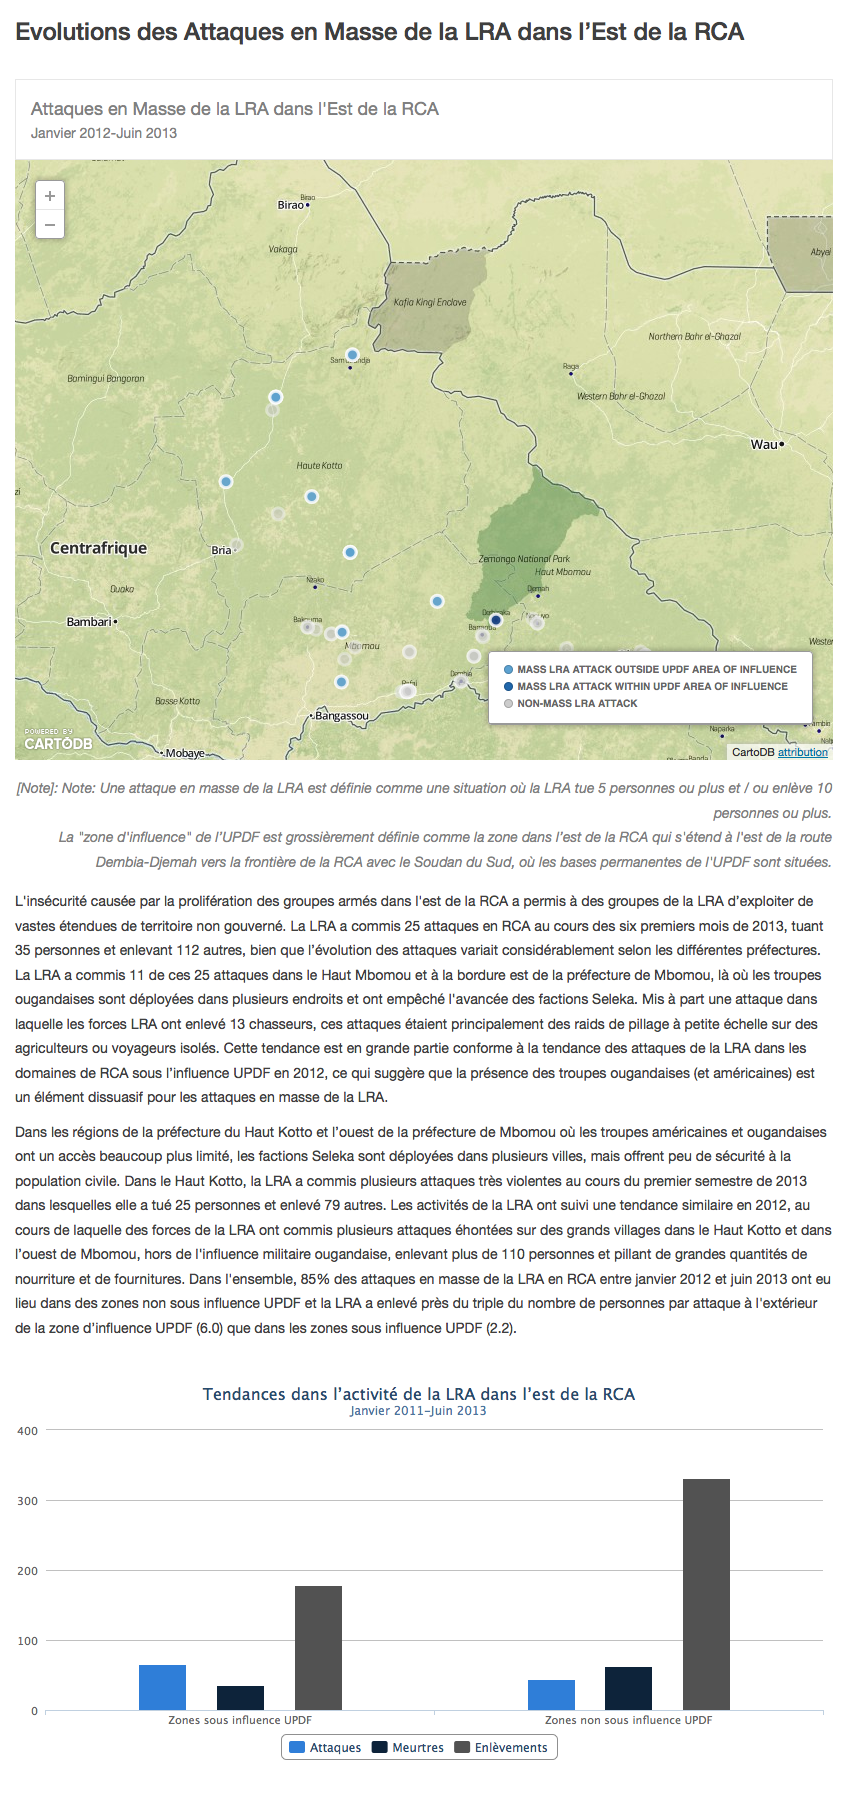 Evolutions des Attaques en Masse de la LRA dans l’Est de la RCA
Attaques en Masse de la LRA dans l'Est de la RCA
Janvier 2012-Juin 2013
+
−
Birao
Birao
Vakaga
Abyei
Kafia Kingi Enclave
Northern Bahr el-Ghazal
Raga
Bamingui Bangoran
Western Bahr el-Ghazal
Wau
Haute Kotto
Centrafrique
Bria
Zemongo National Park
Haut Mbomou
Nzako
Djemah
Ouaka
Bambari
Bakouma
Mbomou
Dembia
Basse Kotto
Bangassou
Mobaye
MASS LRA ATTACK OUTSIDE UPDF AREA OF INFLUENCE
MASS LRA ATTACK WITHIN UPDF AREA OF INFLUENCE
NON-MASS LRA ATTACK
Naparka
POWERED BY
CARTODB
CartoDB attribution
[Note]: Note: Une attaque en masse de la LRA est définie comme une situation où la LRA tue 5 personnes ou plus et / ou enlève 10
personnes ou plus.
La "zone d'influence" de l’UPDF est grossièrement définie comme la zone dans l’est de la RCA qui s'étend à l'est de la route
Dembia-Djemah vers la frontière de la RCA avec le Soudan du Sud, où les bases permanentes de l'UPDF sont situées.
L'insécurité causée par la prolifération des groupes armés dans l'est de la RCA a permis à des groupes de la LRA d’exploiter de
vastes étendues de territoire non gouverné. La LRA a commis 25 attaques en RCA au cours des six premiers mois de 2013, tuant
35 personnes et enlevant 112 autres, bien que l’évolution des attaques variait considérablement selon les différentes préfectures.
La LRA a commis 11 de ces 25 attaques dans le Haut Mbomou et à la bordure est de la préfecture de Mbomou, là où les troupes
ougandaises sont déployées dans plusieurs endroits et ont empêché l'avancée des factions Seleka. Mis à part une attaque dans
laquelle les forces LRA ont enlevé 13 chasseurs, ces attaques étaient principalement des raids de pillage à petite échelle sur des
agriculteurs ou voyageurs isolés. Cette tendance est en grande partie conforme à la tendance des attaques de la LRA dans les
domaines de RCA sous l’influence UPDF en 2012, ce qui suggère que la présence des troupes ougandaises (et américaines) est
un élément dissuasif pour les attaques en masse de la LRA.
Dans les régions de la préfecture du Haut Kotto et l’ouest de la préfecture de Mbomou où les troupes américaines et ougandaises
ont un accès beaucoup plus limité, les factions Seleka sont déployées dans plusieurs villes, mais offrent peu de sécurité à la
population civile. Dans le Haut Kotto, la LRA a commis plusieurs attaques très violentes au cours du premier semestre de 2013
dans lesquelles elle a tué 25 personnes et enlevé 79 autres. Les activités de la LRA ont suivi une tendance similaire en 2012, au
cours de laquelle des forces de la LRA ont commis plusieurs attaques éhontées sur des grands villages dans le Haut Kotto et dans
l’ouest de Mbomou, hors de l'influence militaire ougandaise, enlevant plus de 110 personnes et pillant de grandes quantités de
nourriture et de fournitures. Dans l'ensemble, 85% des attaques en masse de la LRA en RCA entre janvier 2012 et juin 2013 ont eu
lieu dans des zones non sous influence UPDF et la LRA a enlevé près du triple du nombre de personnes par attaque à l'extérieur
de la zone d'influence UPDF (6.0) que dans les zones sous influence UPDF (2.2).
Tendances dans l’activité de la LRA dans l’est de la RCA
Janvier 2011–Juin 2013
400
300
200
100
0
Zones sous influence UPDF
Zones non sous influence UPDF
Attaques
Meurtres
Enlèvements